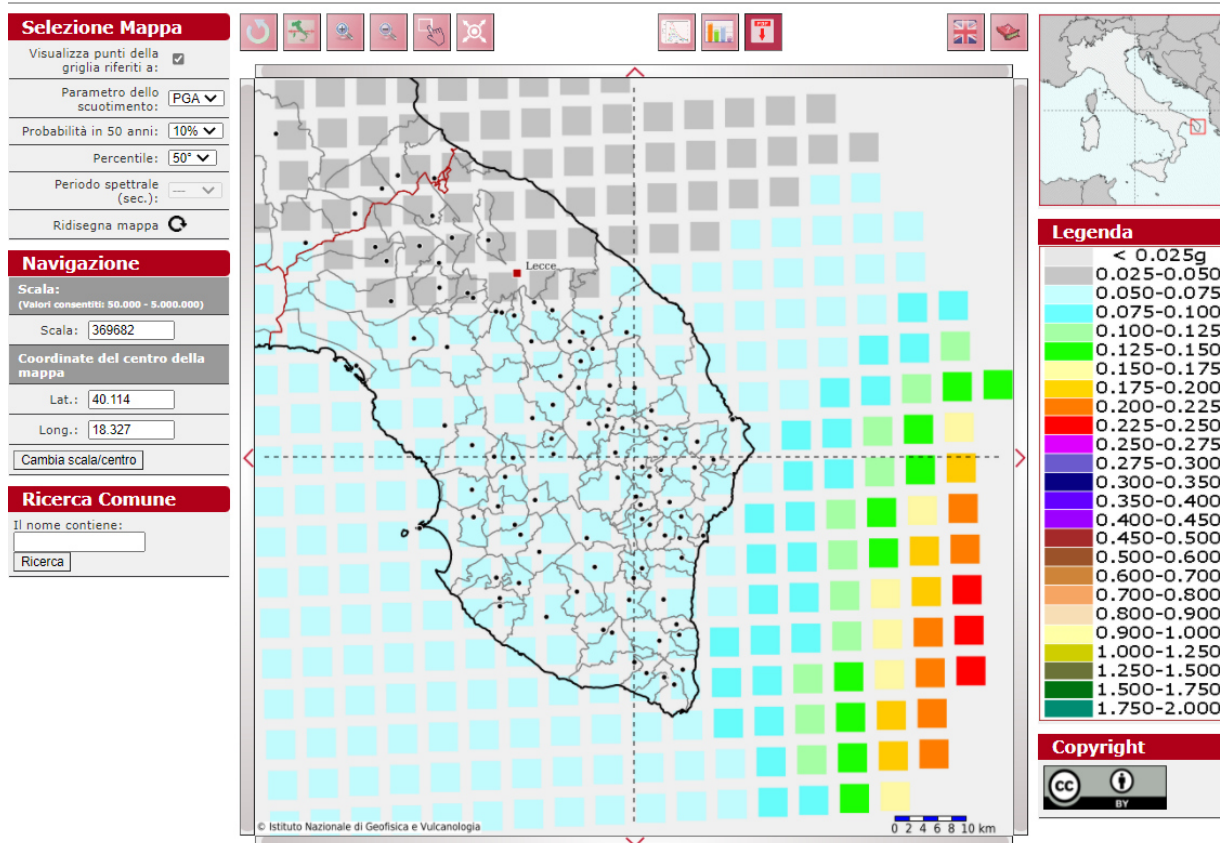 Selezione Mappa
Visualizza punti della
griglia riferiti a:
Parametro dello
scuotimento:
PGA
Probabilità in 50 anni:
10%
Percentile:
50°
Periodo spettrale
(sec.):
---
Ridisegna mappa
Navigazione
Scala:
(Valori consentiti: 50.000 - 5.000.000)
Scala:
369682
Coordinate del centro della
mappa
Lat.:
40.114
Long.:
18.327
Cambia scala/centro
Ricerca Comune
Il nome contiene:
Ricerca
PDF
Lecce
© Istituto Nazionale di Geofisica e Vulcanologia
0 2 4 6 8 10 km
Legenda
< 0.025g
0.025-0.050
0.050-0.075
0.075-0.100
0.100-0.125
0.125-0.150
0.150-0.175
0.175-0.200
0.200-0.225
0.225-0.250
0.250-0.275
0.275-0.300
0.300-0.350
0.350-0.400
0.400-0.450
0.450-0.500
0.500-0.600
0.600-0.700
0.700-0.800
0.800-0.900
0.900-1.000
1.000-1.250
1.250-1.500
1.500-1.750
1.750-2.000
Copyright
cc
BY